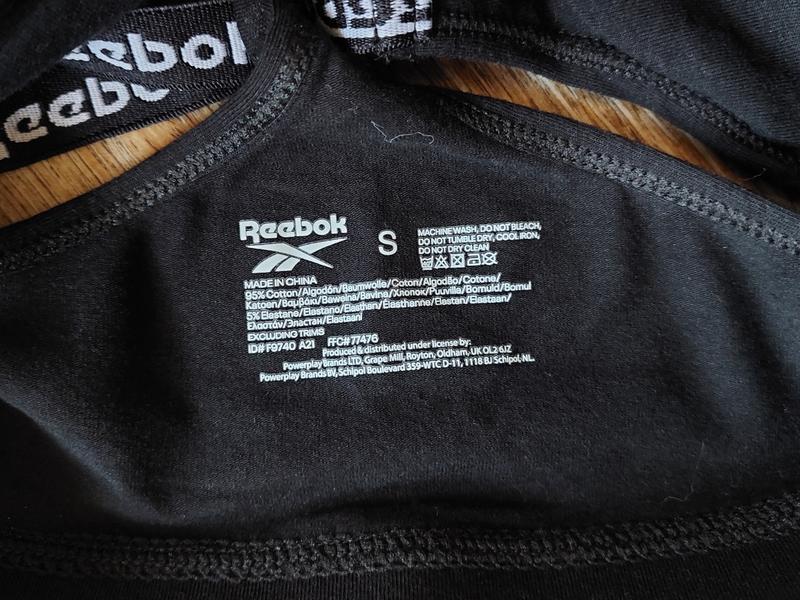 Reebok
Reebok
Reebok
S
MACHINE WASH, DO NOT BLEACH,
DO NOT TUMBLE DRY, COOL IRON,
DO NOT DRY CLEAN
MADE IN CHINA
95% Cotton/Algodón/Baumwolle/Coton/Algodão/Cotone/
Katoen/Βαμβάκι/Bawełna/Bavlna/Хлопок/Puuvilla/Bomuld/Bomul
5% Elastane/Elastano/Elasthan/Élasthanne/Elastan/Elastaan/
Ελαστάν/Эластан/Elastaani
EXCLUDING TRIMS
ID# F9740 A21 FFC#77476
Produced & distributed under license by:
Powerplay Brands LTD, Grape Mill, Royton, Oldham, UK OL2 6JZ
Powerplay Brands BV, Schipol Boulevard 359-WTC D-11, 1118 BJ Schipol, NL.